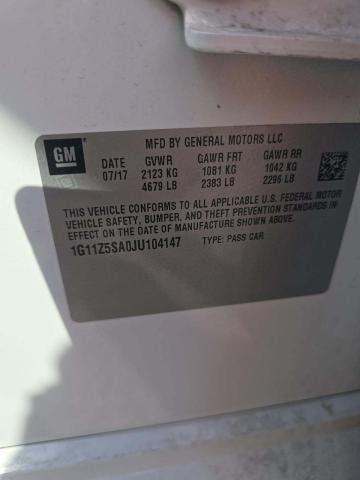 GM
MFD BY GENERAL MOTORS LLC
07/17 GVWR GAWR FRT GAWR RR
2123 KG 1081 KG 1042 KG
4679 LB 2383 LB 2296 LB
THIS VEHICLE CONFORMS TO ALL APPLICABLE U.S. FEDERAL MOTOR
VEHICLE SAFETY, BUMPER, AND THEFT PREVENTION STANDARDS
IN EFFECT ON THE DATE OF MANUFACTURE SHOWN ABOVE.
1G11Z5SA0JU104147 TYPE: PASS CAR